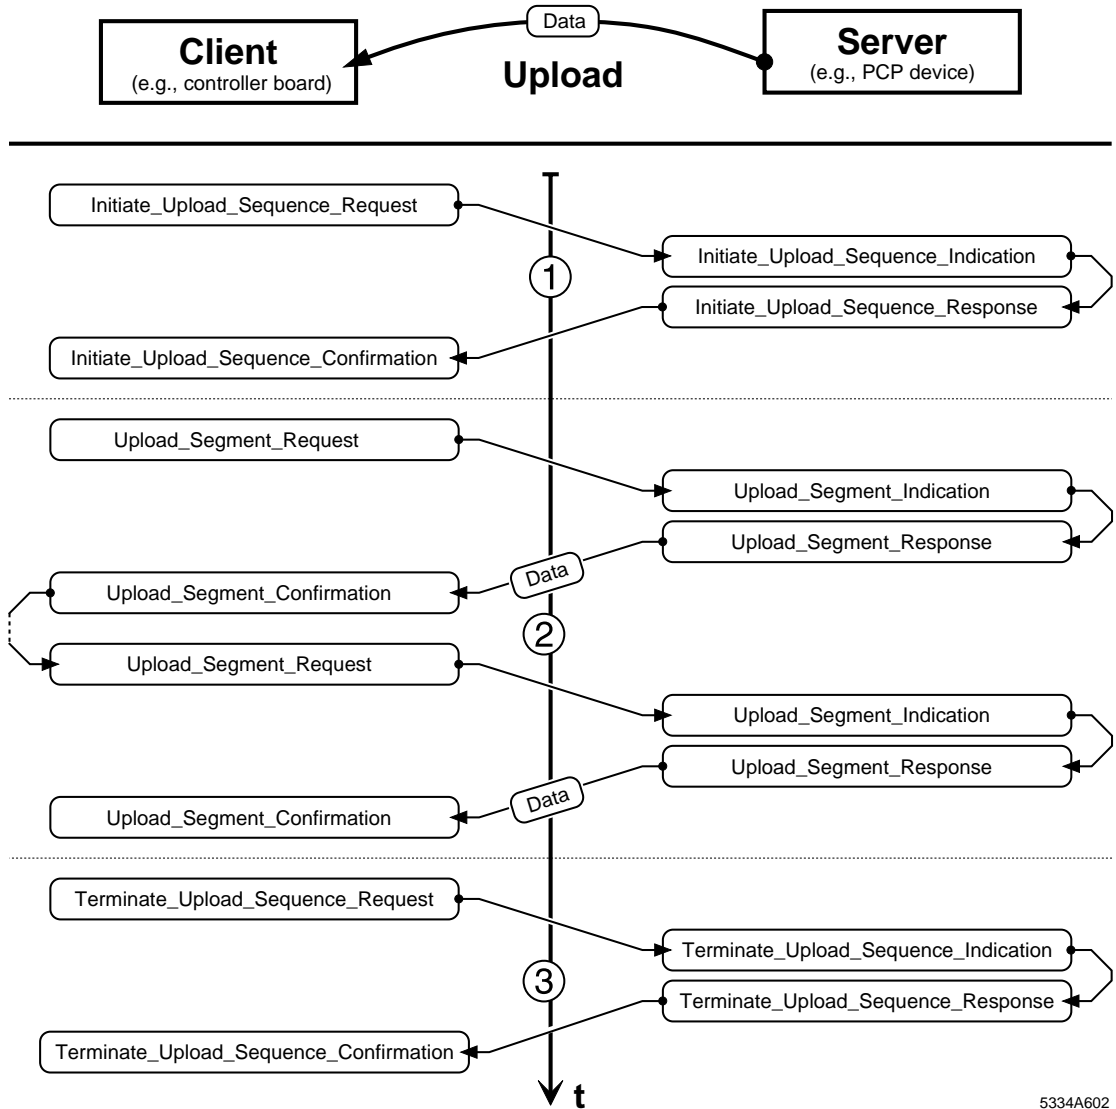 Data
Client
(e.g., controller board)
Upload
Server
(e.g., PCP device)
Initiate_Upload_Sequence_Request
Initiate_Upload_Sequence_Indication
1
Initiate_Upload_Sequence_Response
Initiate_Upload_Sequence_Confirmation
Upload_Segment_Request
Upload_Segment_Indication
Upload_Segment_Response
Data
Upload_Segment_Confirmation
2
Upload_Segment_Request
Upload_Segment_Indication
Upload_Segment_Response
Data
Upload_Segment_Confirmation
Terminate_Upload_Sequence_Request
Terminate_Upload_Sequence_Indication
3
Terminate_Upload_Sequence_Response
Terminate_Upload_Sequence_Confirmation
t
5334A602